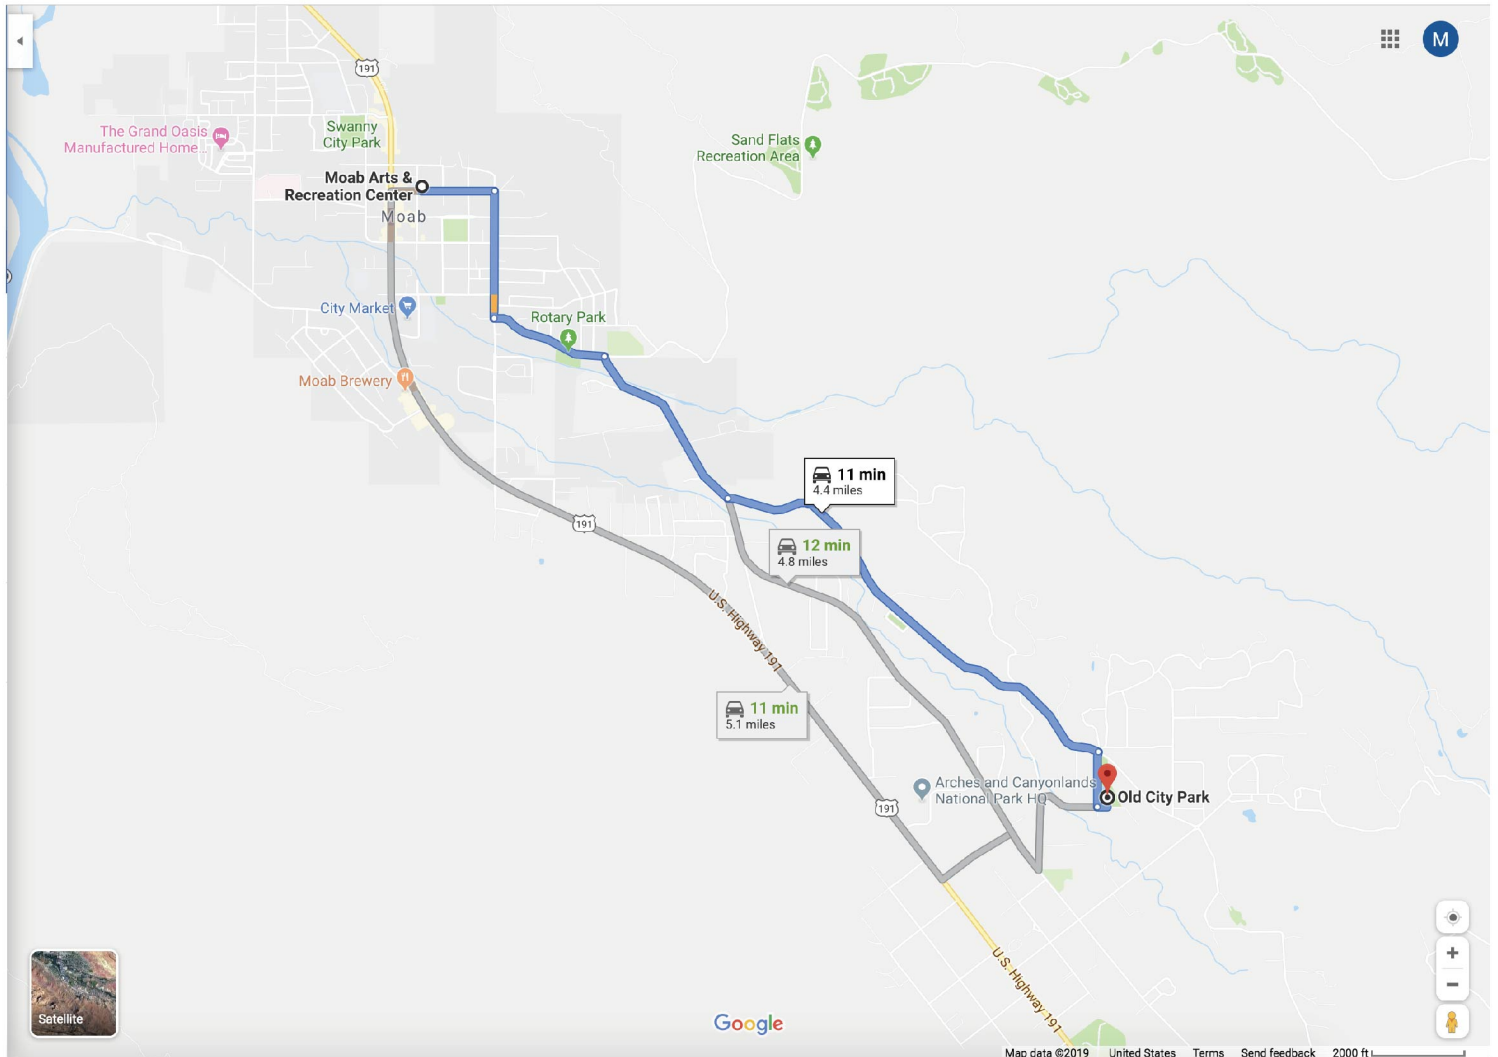 191
M
The Grand Oasis
Manufactured Home...
Swanny
City Park
Sand Flats
Recreation Area
Moab Arts &
Recreation Center
Moab
City Market
Rotary Park
Moab Brewery
11 min
4.4 miles
191
12 min
4.8 miles
U.S. Highway 191
11 min
5.1 miles
Arches and Canyonlands
National Park HQ
Old City Park
191
U.S. Highway 191
Satellite
Google
Map data ©2019 United States Terms Send feedback 2000 ft